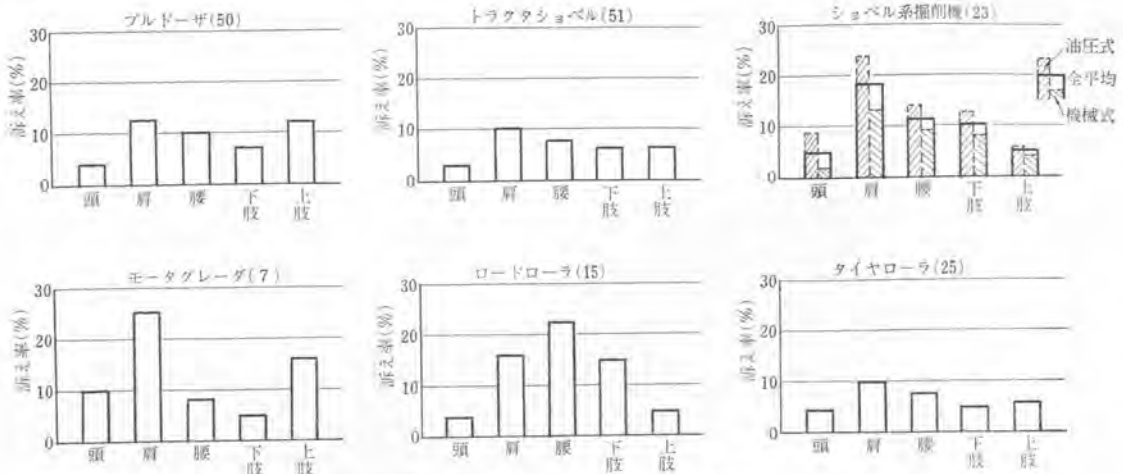 ブルドーザ(50)
訴え率(%)
30
20
10
0
頭 肩 腰 下肢 上肢
トラクタショベル(51)
訴え率(%)
30
20
10
0
頭 肩 腰 下肢 上肢
ショベル系掘削機(23)
訴え率(%)
30
20
10
0
頭 肩 腰 下肢 上肢
油圧式
全平均
機械式
モータグレーダ(7)
訴え率(%)
30
20
10
0
頭 肩 腰 下肢 上肢
ロードローラ(15)
訴え率(%)
30
20
10
0
頭 肩 腰 下肢 上肢
タイヤローラ(25)
訴え率(%)
30
20
10
0
頭 肩 腰 下肢 上肢